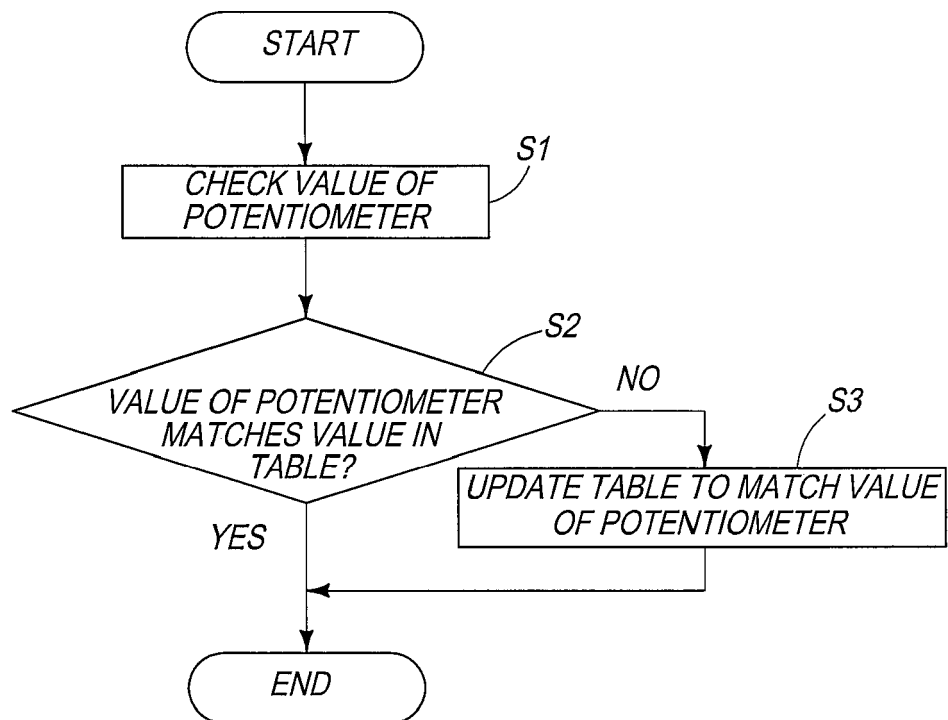 START
S1
CHECK VALUE OF
POTENTIOMETER
S2
VALUE OF POTENTIOMETER
MATCHES VALUE IN
TABLE?
NO
S3
UPDATE TABLE TO MATCH VALUE
OF POTENTIOMETER
YES
END